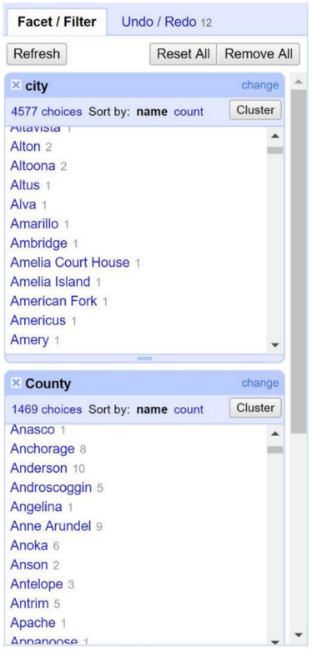 Facet / Filter Undo / Redo 12
Refresh Reset All Remove All
city change
4577 choices Sort by: name count Cluster
Altavista 1
Alton 2
Altoona 2
Altus 1
Alva 1
Amarillo 1
Ambridge 1
Amelia Court House 1
Amelia Island 1
American Fork 1
Americus 1
Amery 1
County change
1469 choices Sort by: name count Cluster
Anasco 1
Anchorage 8
Anderson 10
Androscoggin 5
Angelina 1
Anne Arundel 9
Anoka 6
Anson 2
Antelope 3
Antrim 5
Apache 1
Appanoose 1